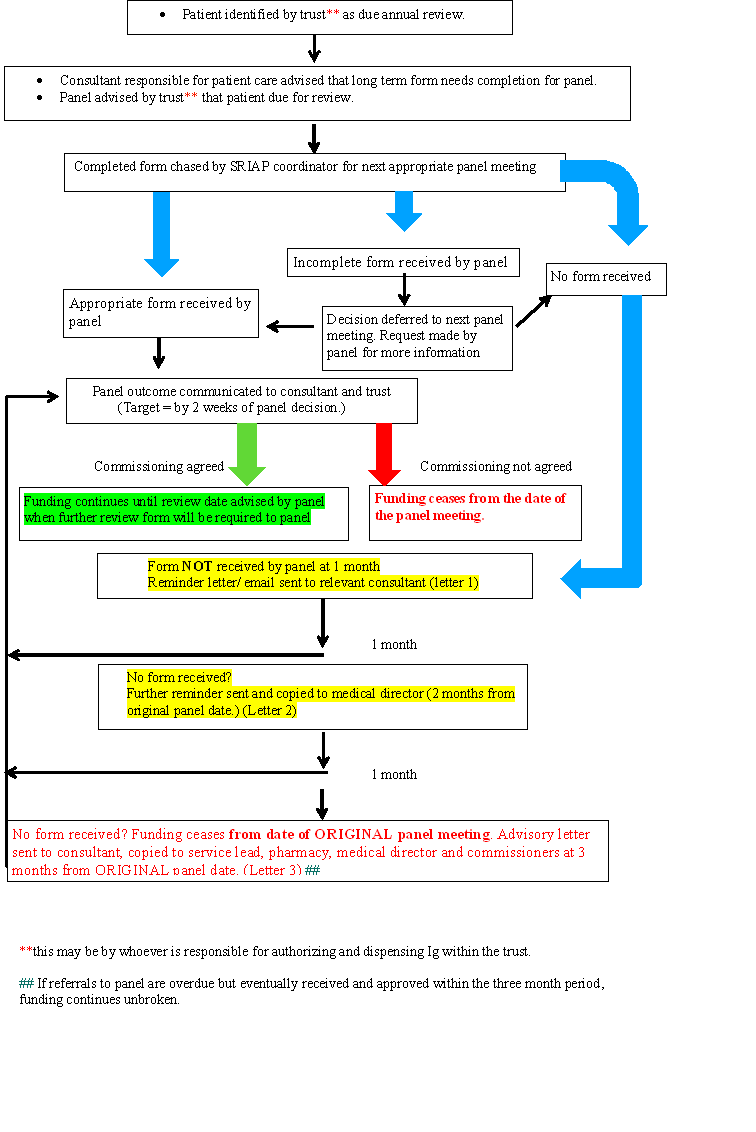 • Patient identified by trust** as due annual review.
• Consultant responsible for patient care advised that long term form needs completion for panel.
• Panel advised by trust** that patient due for review.
Completed form chased by SRIAP coordinator for next appropriate panel meeting
Incomplete form received by panel
No form received
Appropriate form received by
panel
Decision deferred to next panel
meeting. Request made by
panel for more information
Panel outcome communicated to consultant and trust
(Target = by 2 weeks of panel decision.)
Commissioning agreed
Commissioning not agreed
Funding continues until review date advised by panel
when further review form will be required to panel
Funding ceases from the date of
the panel meeting.
Form NOT received by panel at 1 month
Reminder letter/ email sent to relevant consultant (letter 1)
1 month
No form received?
Further reminder sent and copied to medical director (2 months from
original panel date.) (Letter 2)
1 month
No form received? Funding ceases from date of ORIGINAL panel meeting. Advisory letter
sent to consultant, copied to service lead, pharmacy, medical director and commissioners at 3
months from ORIGINAL panel date. (Letter 3) ##
**this may be by whoever is responsible for authorizing and dispensing Ig within the trust.
## If referrals to panel are overdue but eventually received and approved within the three month period,
funding continues unbroken.